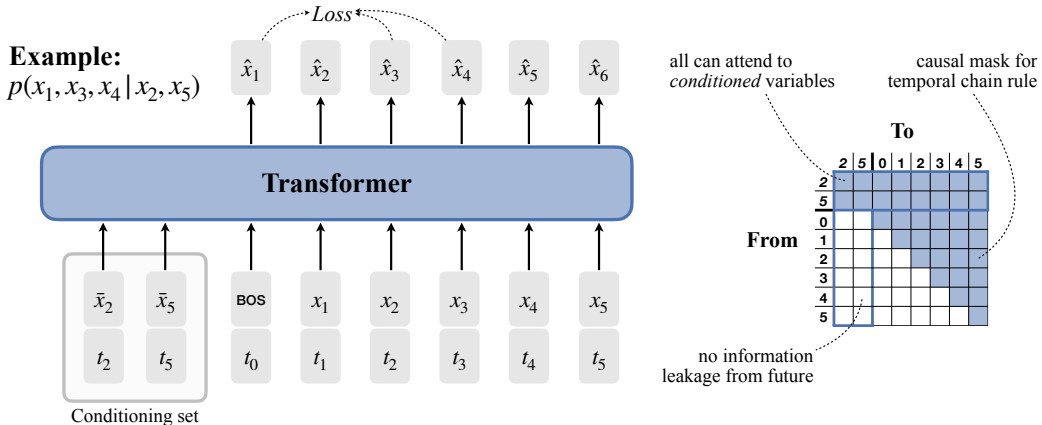 Example:
p(x₁, x₃, x₄ | x₂, x₅)
Loss
x̂₁ x̂₂ x̂₃ x̂₄ x̂₅ x̂₆
Transformer
x̄₂ x̄₅ BOS x₁ x₂ x₃ x₄ x₅
t₂ t₅ t₀ t₁ t₂ t₃ t₄ t₅
Conditioning set
all can attend to
conditioned variables
causal mask for
temporal chain rule
To
2 5 0 1 2 3 4 5
From
2
5
0
1
2
3
4
5
no information
leakage from future